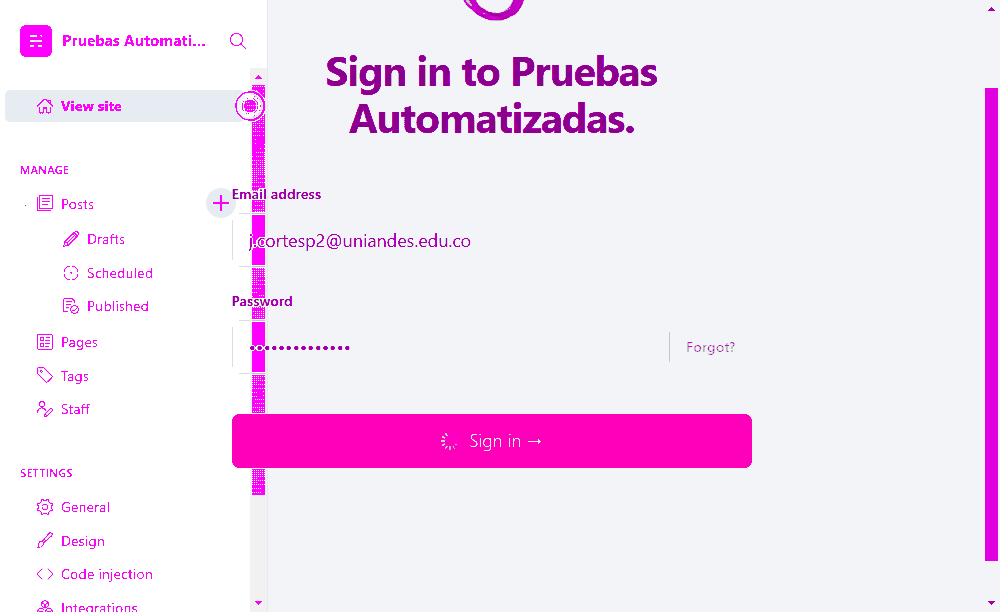 Pruebas Automati...
View site
MANAGE
Posts
Drafts
Scheduled
Published
Pages
Tags
Staff
SETTINGS
General
Design
Code injection
Integrations
Sign in to Pruebas
Automatizadas.
Email address
j.cortesp2@uniandes.edu.co
Password
Forgot?
Sign in →